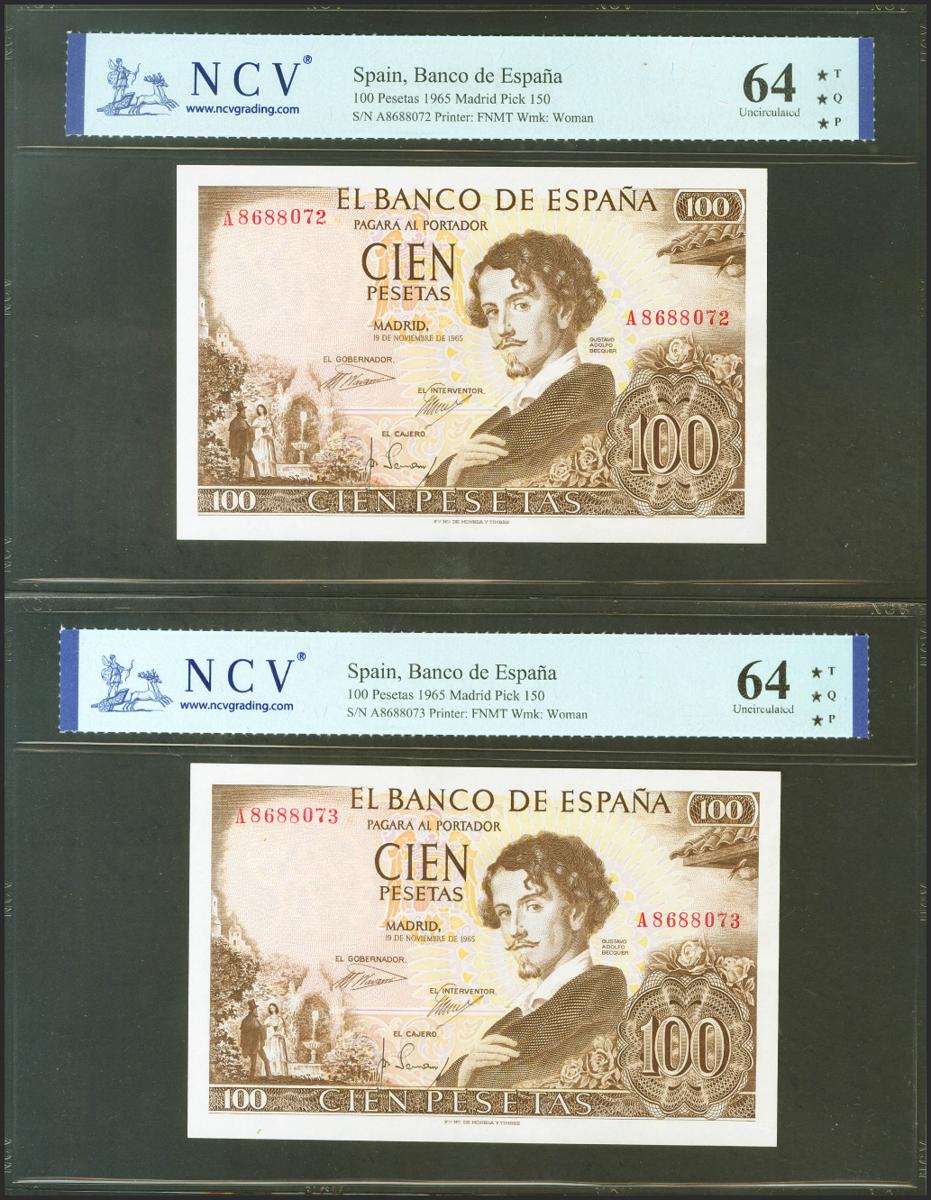 NCV®
www.ncvgrading.com
Spain, Banco de España
100 Pesetas 1965 Madrid Pick 150
S/N A8688072 Printer: FNMT Wmk: Woman
64
Uncirculated
★ T
★ Q
★ P
EL BANCO DE ESPAÑA
100
A8688072
PAGARA AL PORTADOR
CIEN
PESETAS
MADRID,
19 DE NOVIEMBRE DE 1965
A8688072
GUSTAVO
ADOLFO
BECQUER
EL GOBERNADOR,
EL INTERVENTOR,
EL CAJERO,
100
100
CIEN PESETAS
NCV®
www.ncvgrading.com
Spain, Banco de España
100 Pesetas 1965 Madrid Pick 150
S/N A8688073 Printer: FNMT Wmk: Woman
64
Uncirculated
★ T
★ Q
★ P
EL BANCO DE ESPAÑA
100
A8688073
PAGARA AL PORTADOR
CIEN
PESETAS
MADRID,
19 DE NOVIEMBRE DE 1965
A8688073
GUSTAVO
ADOLFO
BECQUER
EL GOBERNADOR,
EL INTERVENTOR,
EL CAJERO,
100
100
CIEN PESETAS